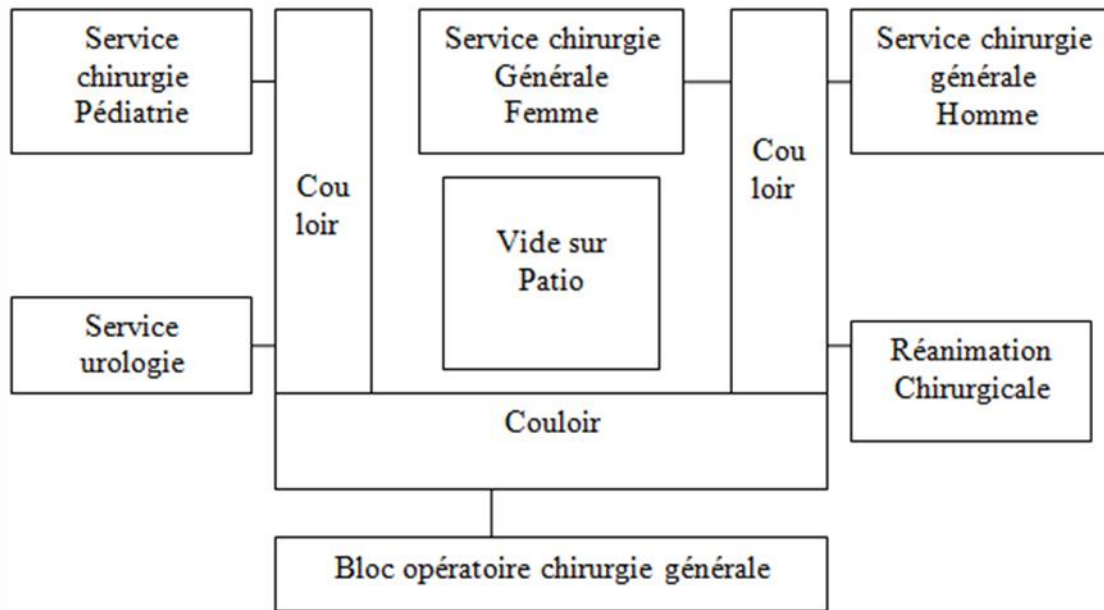 Service
chirurgie
Pédiatrie
Service chirurgie
Générale
Femme
Service chirurgie
générale
Homme
Cou
loir
Cou
loir
Vide sur
Patio
Service
urologie
Réanimation
Chirurgicale
Couloir
Bloc opératoire chirurgie générale